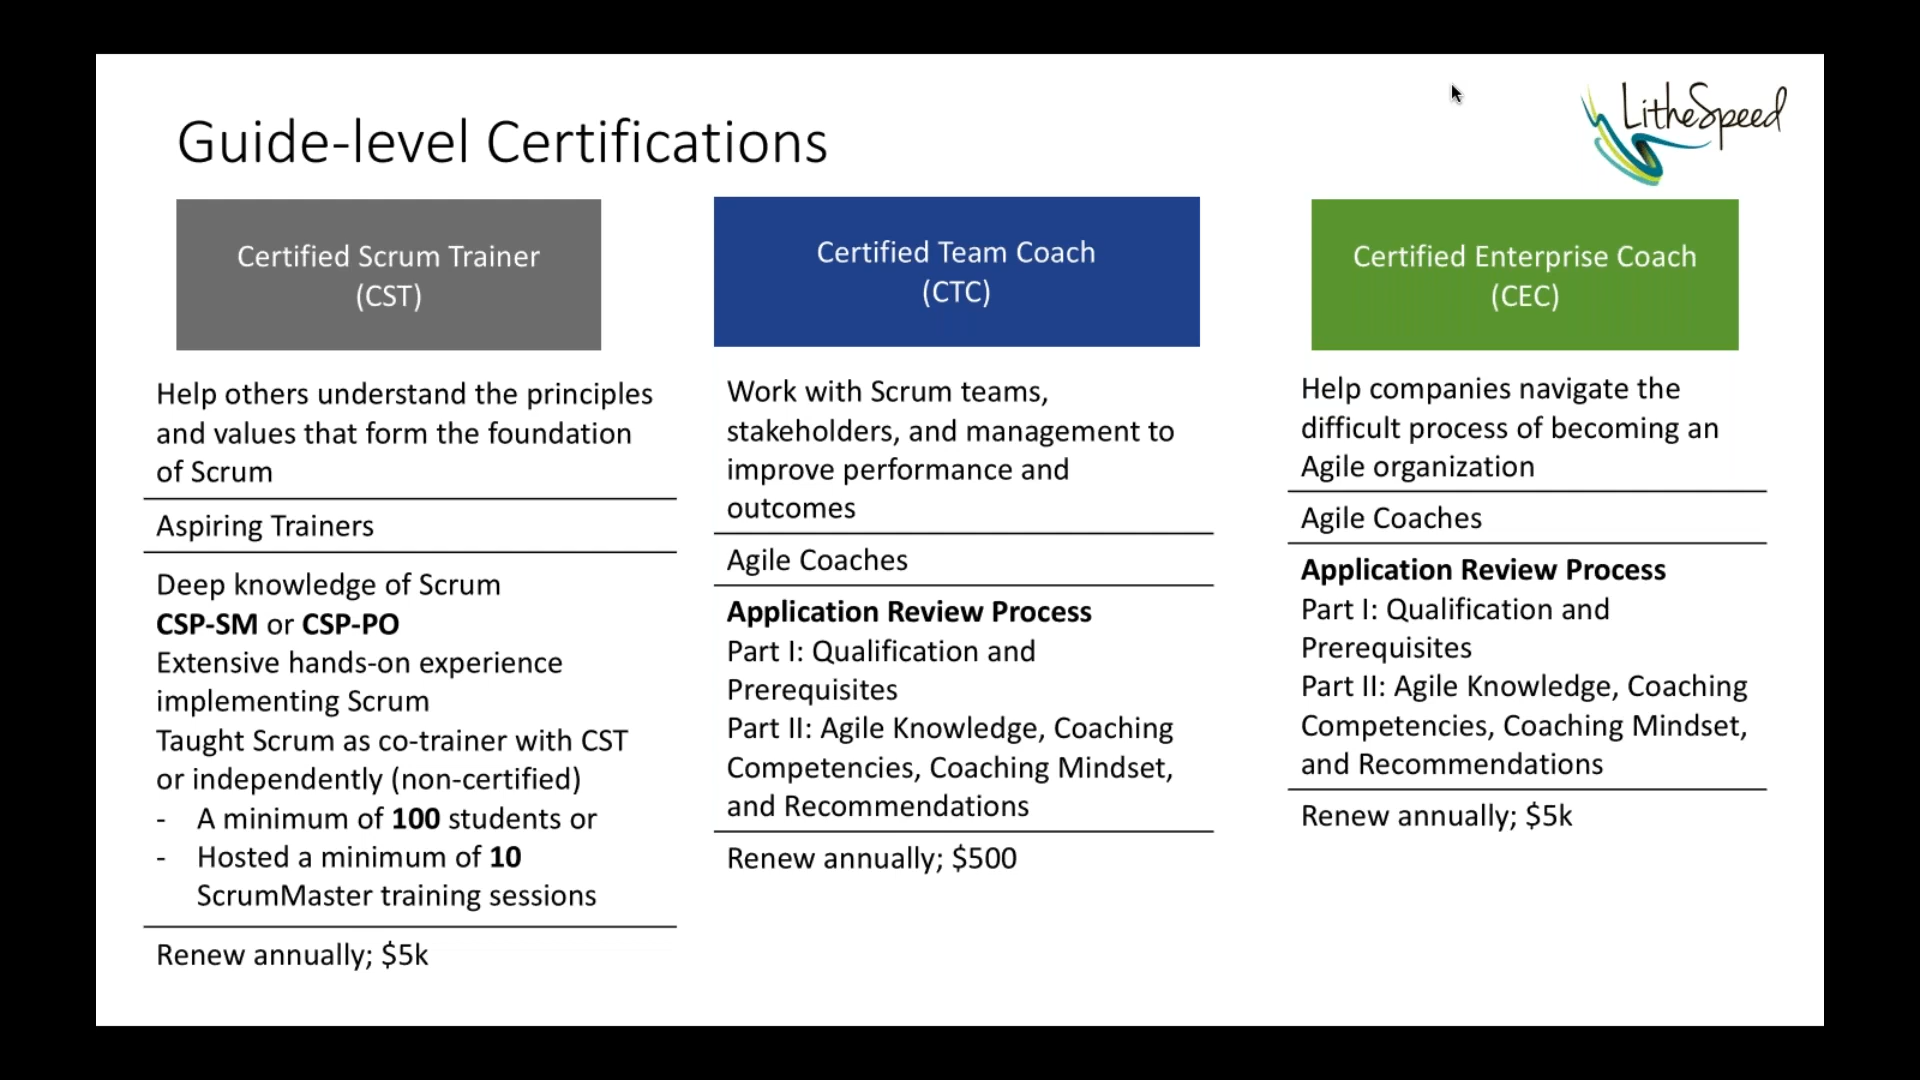 LitheSpeed
Guide-level Certifications
Certified Scrum Trainer
(CST)
Help others understand the principles
and values that form the foundation
of Scrum
Aspiring Trainers
Deep knowledge of Scrum
CSP-SM or CSP-PO
Extensive hands-on experience
implementing Scrum
Taught Scrum as co-trainer with CST
or independently (non-certified)
- A minimum of 100 students or
- Hosted a minimum of 10
ScrumMaster training sessions
Renew annually; $5k
Certified Team Coach
(CTC)
Work with Scrum teams,
stakeholders, and management to
improve performance and
outcomes
Agile Coaches
Application Review Process
Part I: Qualification and
Prerequisites
Part II: Agile Knowledge, Coaching
Competencies, Coaching Mindset,
and Recommendations
Renew annually; $500
Certified Enterprise Coach
(CEC)
Help companies navigate the
difficult process of becoming an
Agile organization
Agile Coaches
Application Review Process
Part I: Qualification and
Prerequisites
Part II: Agile Knowledge, Coaching
Competencies, Coaching Mindset,
and Recommendations
Renew annually; $5k